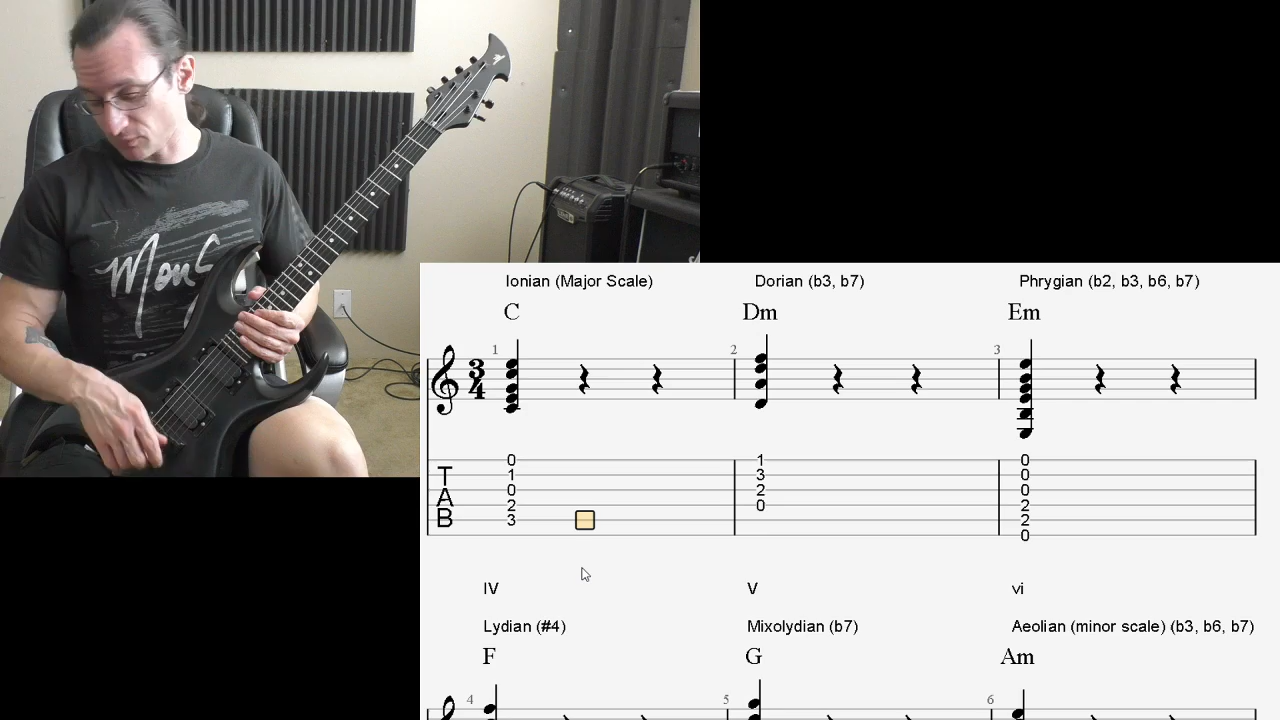 Ionian (Major Scale) Dorian (b3, b7) Phrygian (b2, b3, b6, b7)
C Dm Em
1 2 3
3
4
0 1 0
T 1 3 0
0 2 0
A 2 0 2
B 3 2
0
IV V vi
Lydian (#4) Mixolydian (b7) Aeolian (minor scale) (b3, b6, b7)
F G Am
4 5 6